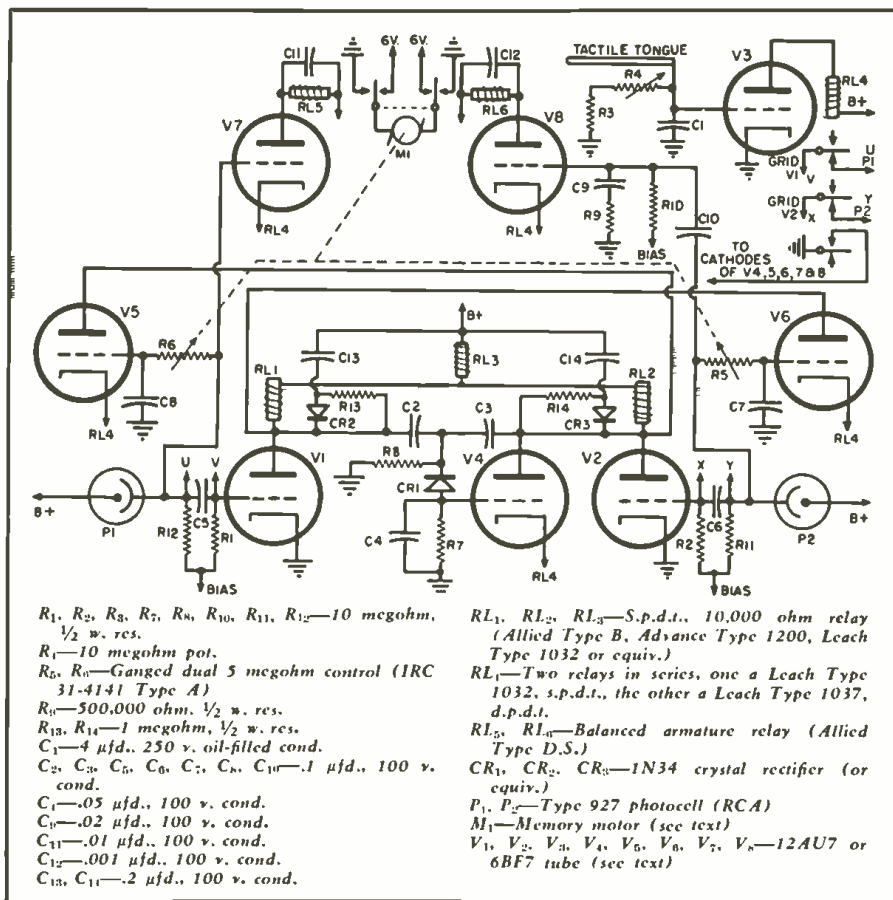 C11
6V.
6V.
C12
TACTILE TONGUE
V3
R4
RL4
RL5
RL6
B+
V7
V8
R3
C1
M1
U
GRID
V1
V
P1
C9
R10
Y
GRID
V2
X
P2
R9
C10
RL4
RL4
BIAS
TO
CATHODES
OF V4,5,6,7&8
V5
V6
B+
R6
C13
RL3
C14
R5
RL1
RL2
C8
R13
R14
C7
CR2
C2
C3
CR3
RL4
R8
RL4
U
V
V1
V4
V2
X
Y
CR1
B+
P1
C5
C6
P2
B+
R12
R1
C4
R7
R2
R11
BIAS
RL4
BIAS
R₁, R₂, R₃, R₇, R₈, R₁₀, R₁₁, R₁₂—10 megohm,
½ w. res.
R₄—10 megohm pot.
R₅, R₆—Ganged dual 5 megohm control (IRC
31-4141 Type A)
R₉—500,000 ohm, ½ w. res.
R₁₃, R₁₄—1 megohm, ½ w. res.
C₁—4 μfd., 250 v. oil-filled cond.
C₂, C₃, C₅, C₆, C₇, C₈, C₁₀—.1 μfd., 100 v.
cond.
C₄—.05 μfd., 100 v. cond.
C₉—.02 μfd., 100 v. cond.
C₁₁—.01 μfd., 100 v. cond.
C₁₂—.001 μfd., 100 v. cond.
C₁₃, C₁₄—.2 μfd., 100 v. cond.
RL₁, RL₂, RL₃—S.p.d.t., 10,000 ohm relay
(Allied Type B, Advance Type 1200, Leach
Type 1032 or equiv.)
RL₄—Two relays in series, one a Leach Type
1032, s.p.d.t., the other a Leach Type 1037,
d.p.d.t.
RL₅, RL₆—Balanced armature relay (Allied
Type D.S.)
CR₁, CR₂, CR₃—1N34 crystal rectifier (or
equiv.)
P₁, P₂—Type 927 photocell (RCA)
M₁—Memory motor (see text)
V₁, V₂, V₃, V₄, V₅, V₆, V₇, V₈—12AU7 or
6BF7 tube (see text)